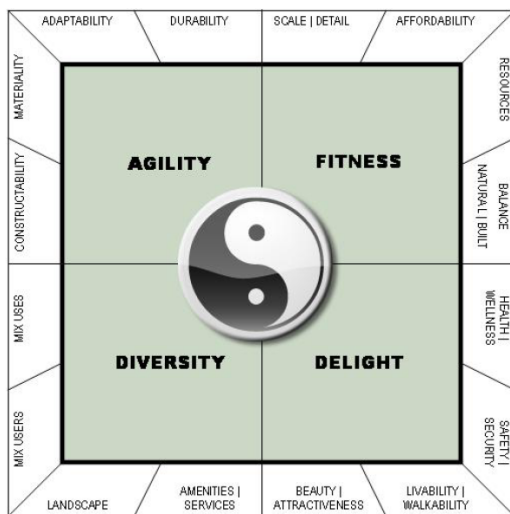 ADAPTABILITY
DURABILITY
SCALE | DETAIL
AFFORDABILITY
MATERIALITY
RESOURCES
AGILITY
FITNESS
CONSTRUCTABILITY
BALANCE
NATURAL | BUILT
MIX USES
HEALTH |
WELLNESS
DIVERSITY
DELIGHT
MIX USERS
SAFETY |
SECURITY
LANDSCAPE
AMENITIES |
SERVICES
BEAUTY |
ATTRACTIVENESS
LIVABILITY |
WALKABILITY